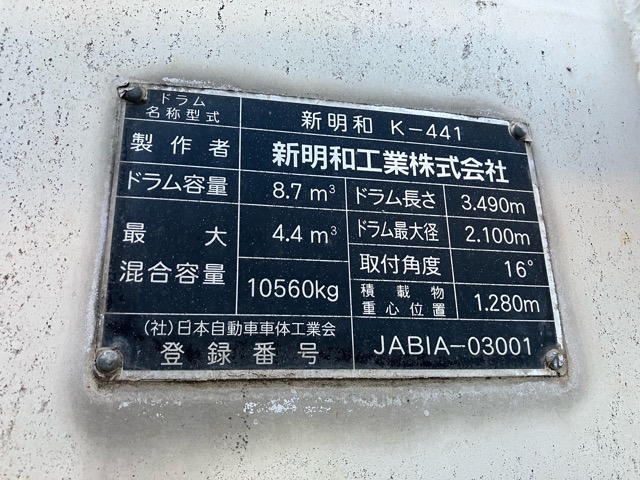 ドラム
名称型式
新明和 K-441
製作者
新明和工業株式会社
ドラム容量
8.7 m³
ドラム長さ
3.490m
最大
混合容量
4.4 m³
10560kg
ドラム最大径
2.100m
取付角度
16°
積載物
重心位置
1.280m
(社)日本自動車車体工業会
登録番号
JABIA-03001